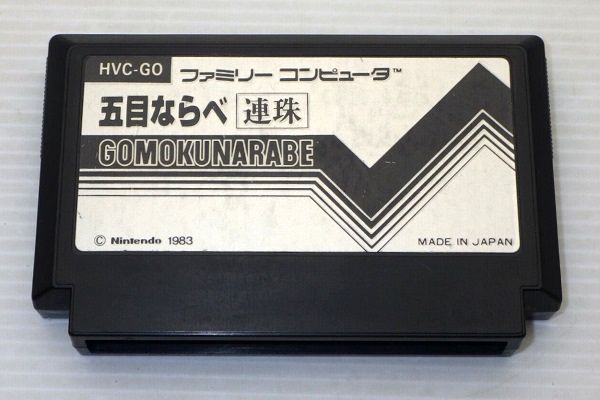 HVC-GO ファミリー コンピュータ™
五目ならべ 連珠
GOMOKUNARABE
© Nintendo 1983 MADE IN JAPAN